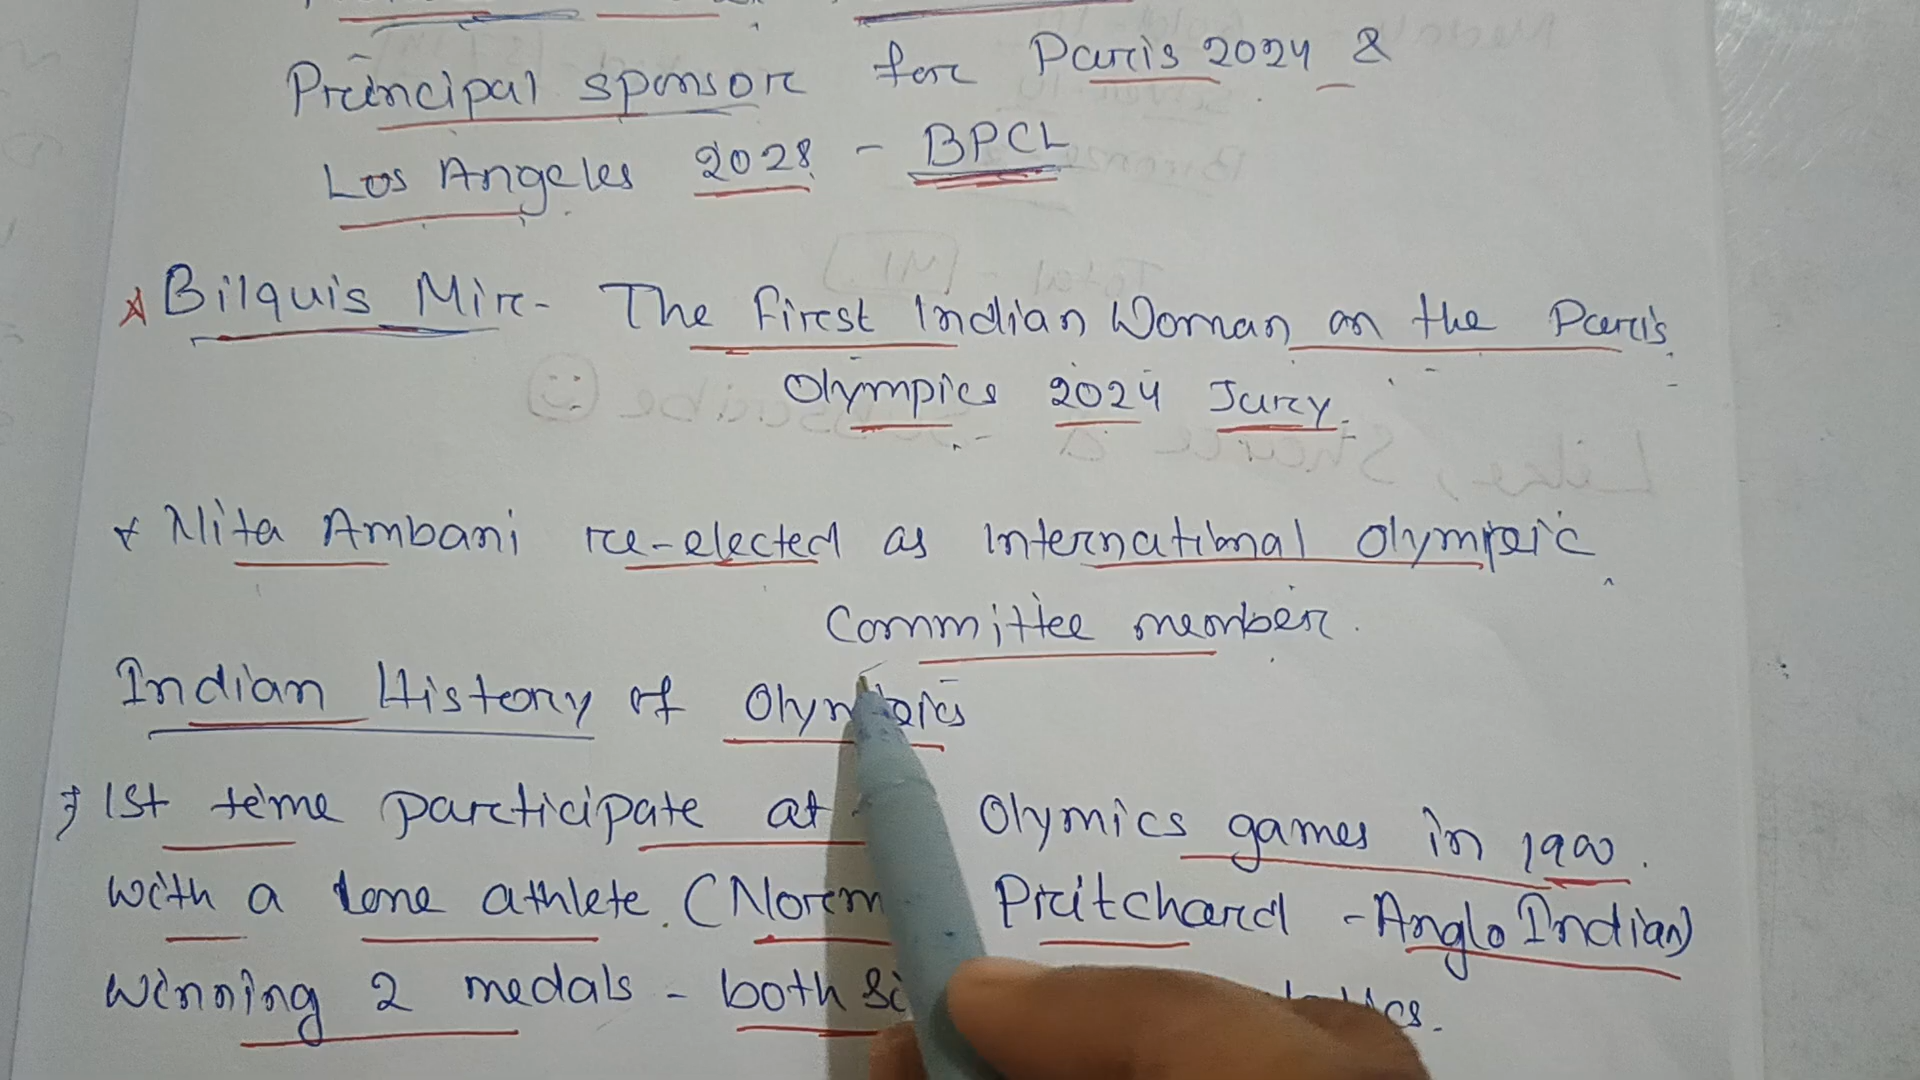 Principal sponsor for Paris 2024 &
Los Angeles 2028 - BPCL
Bilquis Mir - The First Indian Woman on the Paris
Olympics 2024 Jury.
Nita Ambani re-elected as International Olympic
Committee member.
Indian History of Olympics
1st time participate at Olymics games in 1900.
with a lone athlete. (Norm Pritchard - Anglo Indian)
winning 2 medals - both